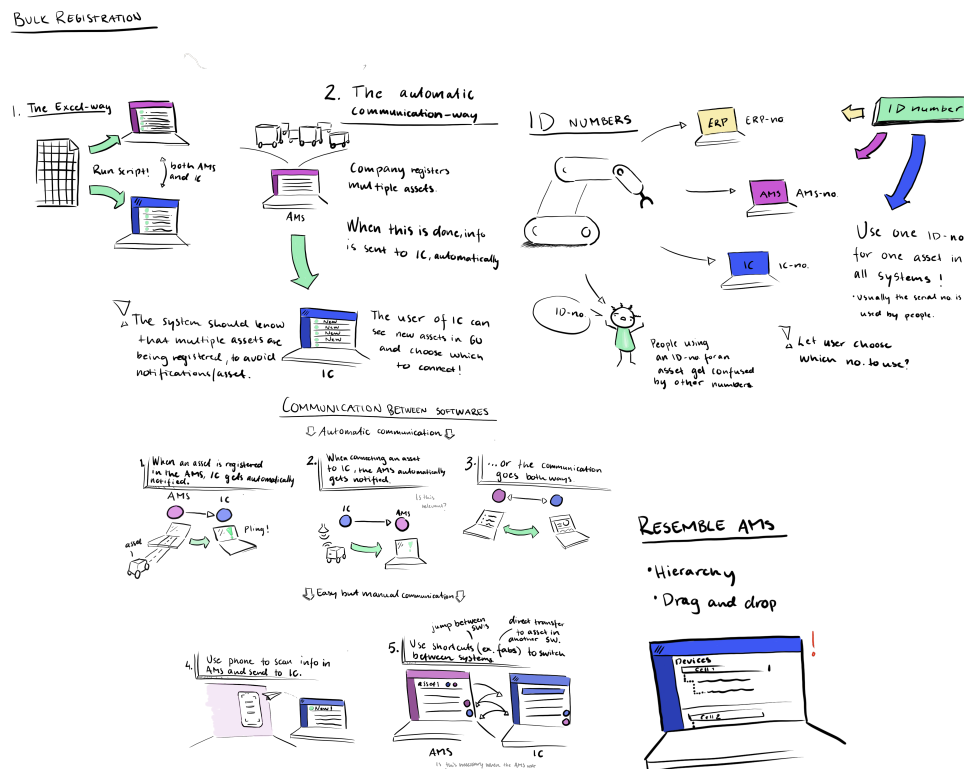 BULK REGISTRATION
1. The Excel-way
Run script!
both AMS
and IC
2. The automatic
communication-way
Company registers
multiple assets.
AMS
When this is done, info
is sent to IC, automatically
The system should know
that multiple assets are
being registered, to avoid
notifications/asset.
New
New
New
New
IC
The user of IC can
see new assets in GU
and choose which
to connect!
ID NUMBERS
ERP
ERP-no
AMS
AMS-no.
IC
IC-no.
ID-no.
People using
an ID-no for an
asset get confused
by other numbers
ID number
Use one ID-no
for one asset in
all systems!
• Usually the serial no. is
used by people.
Let user choose
which no. to use?
COMMUNICATION BETWEEN SOFTWARES
Automatic communication
1. When an asset is registered
in the AMS, IC gets automatically
notified.
AMS
IC
asset
Pling!
2. When connecting an asset
to IC, the AMS automatically
gets notified.
Is this
relevant?
IC
AMS
3. ...or the communication
goes both ways
Easy but manual communication
4. Use phone to scan info in
AMS and send to IC.
New!
jump between
SW's
direct transfer
to asset in
another SW.
5. Use shortcuts (ex. fabs) to switch
between systems
asset
AMS
IC
Is this necessary when the AMS
RESEMBLE AMS
• Hierarchy
• Drag and drop
Devices
Cell 1
Cell 2
!